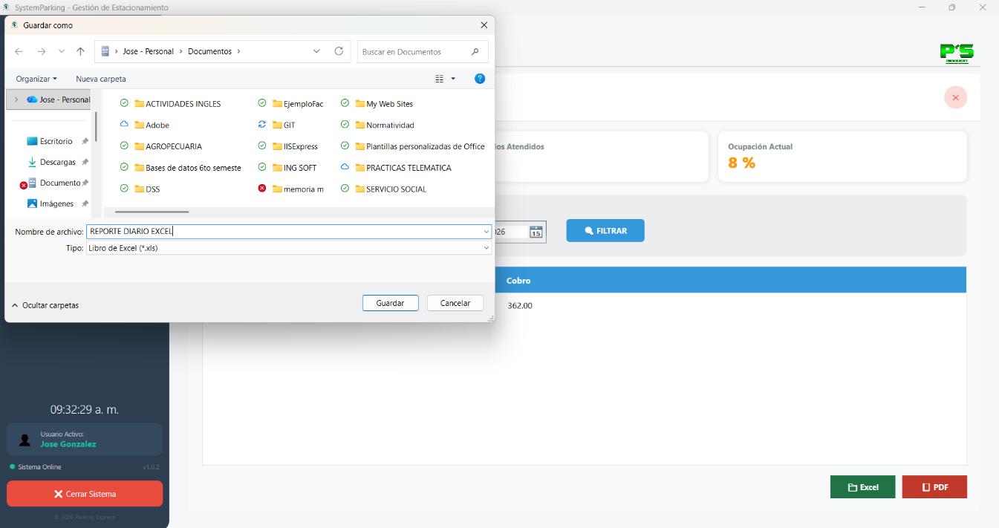 SystemParking - Gestión de Estacionamiento
Guardar como
Jose - Personal > Documentos >
Buscar en Documentos
Organizar
Nueva carpeta
Jose - Personal
Escritorio
Descargas
Documento
Imágenes
ACTIVIDADES INGLES
Adobe
AGROPECUARIA
Bases de datos 6to semeste
DSS
EjemploFac
GIT
IISExpress
ING SOFT
memoria m
My Web Sites
Normatividad
Plantillas personalizadas de Office
PRACTICAS TELEMATICA
SERVICIO SOCIAL
Nombre de archivo: REPORTE DIARIO EXCEL
Tipo: Libro de Excel (*.xls)
Ocultar carpetas
Guardar
Cancelar
P'S
os Atendidos
Ocupación Actual
8 %
26
15
FILTRAR
Cobro
362.00
09:32:29 a. m.
Usuario Activo:
Jose Gonzalez
Sistema Online
v1.0.2
Cerrar Sistema
© 2026 Parking Express
Excel
PDF